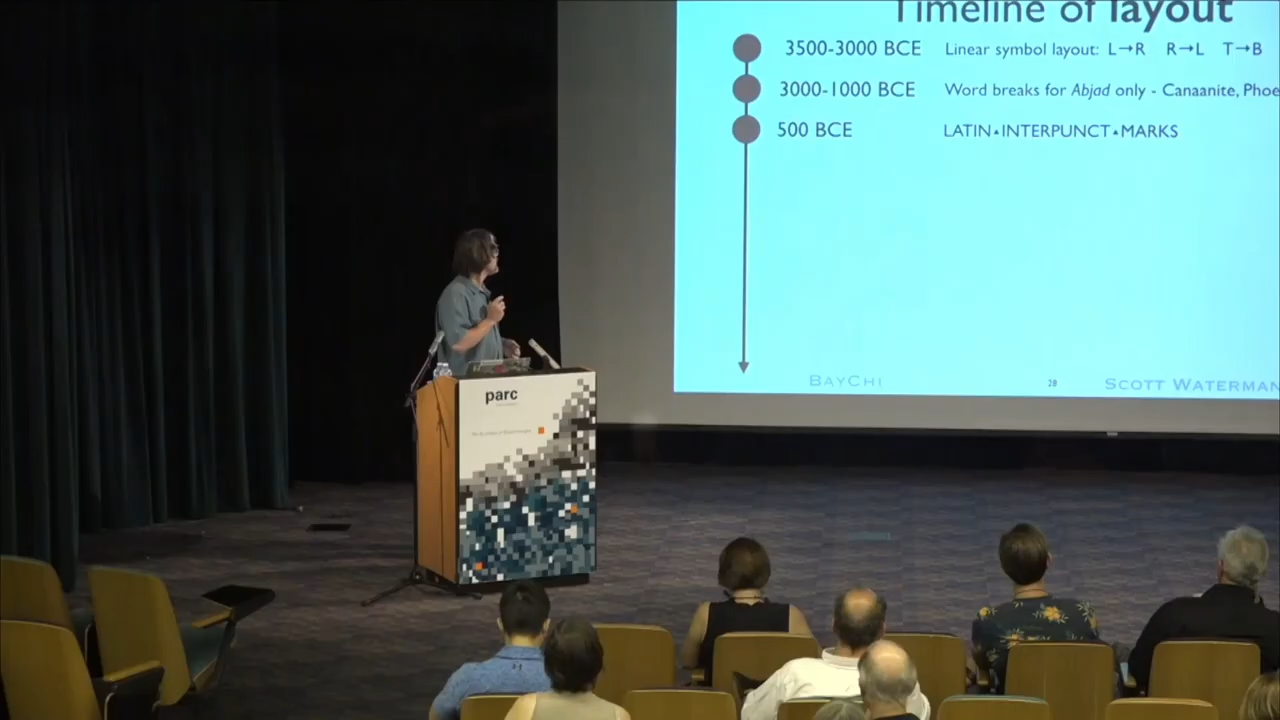 Timeline of layout
3500-3000 BCE Linear symbol layout: L→R R→L T→B
3000-1000 BCE Word breaks for Abjad only - Canaanite, Phoe
500 BCE LATIN▴INTERPUNCT▴MARKS
BAYCHI 28 SCOTT WATERMAN
parc